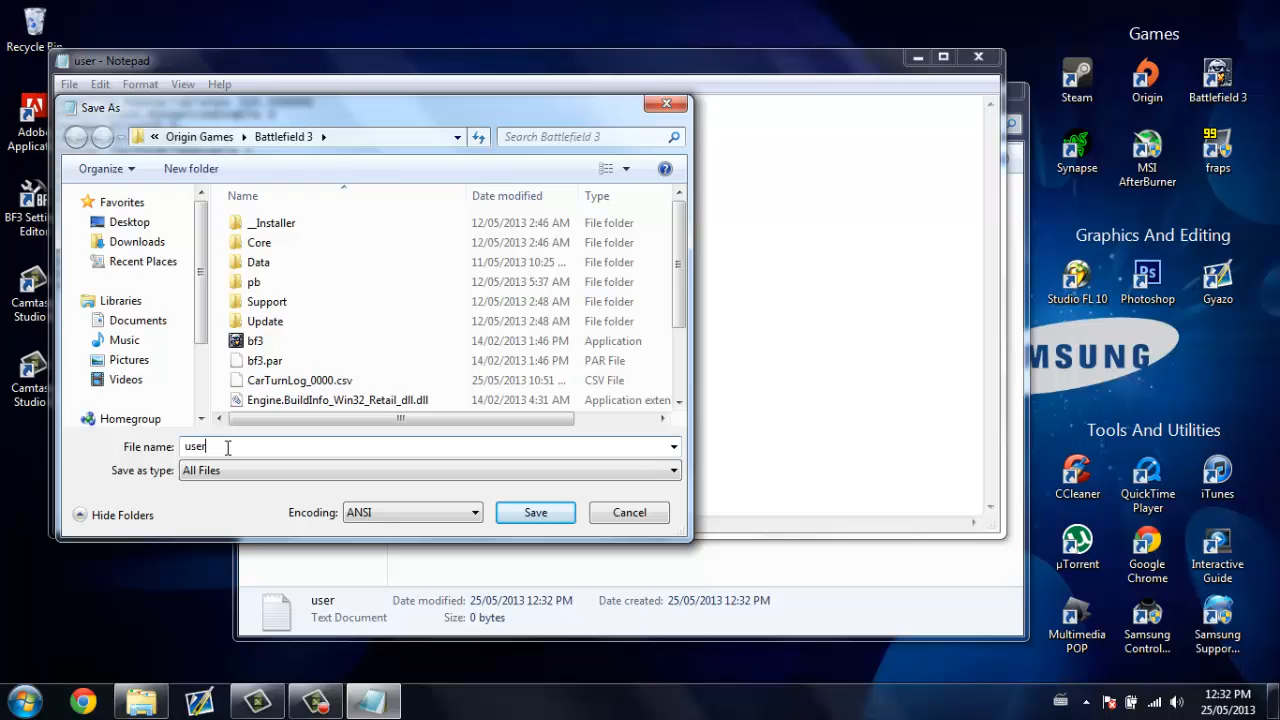 Recycle Bin
Adobe
Applicat...
BF3 Setti
Editor
Camtas
Studio
Camtas
Studio
user - Notepad
File Edit Format View Help
Save As
« Origin Games Battlefield 3
Search Battlefield 3
Organize New folder
Favorites
Desktop
Downloads
Recent Places
Libraries
Documents
Music
Pictures
Videos
Homegroup
Name Date modified Type
__Installer 12/05/2013 2:46 AM File folder
Core 12/05/2013 2:46 AM File folder
Data 11/05/2013 10:25 ... File folder
pb 12/05/2013 5:37 AM File folder
Support 12/05/2013 2:48 AM File folder
Update 12/05/2013 2:48 AM File folder
bf3 14/02/2013 1:46 PM Application
bf3.par 14/02/2013 1:46 PM PAR File
CarTurnLog_0000.csv 25/05/2013 10:51 ... CSV File
Engine.BuildInfo_Win32_Retail_dll.dll 14/02/2013 4:31 AM Application exten
File name: user
Save as type: All Files
Hide Folders
Encoding: ANSI
Save
Cancel
user Date modified: 25/05/2013 12:32 PM Date created: 25/05/2013 12:32 PM
Text Document Size: 0 bytes
Games
Steam
Origin
Battlefield 3
Synapse
MSI
AfterBurner
99
fraps
Graphics And Editing
Studio FL 10
Ps
Photoshop
Gyazo
MSUNG
Tools And Utilities
CCleaner
QuickTime
Player
iTunes
µTorrent
Google
Chrome
Interactive
Guide
Multimedia
POP
Samsung
Control...
Samsung
Suppor...
12:32 PM
25/05/2013